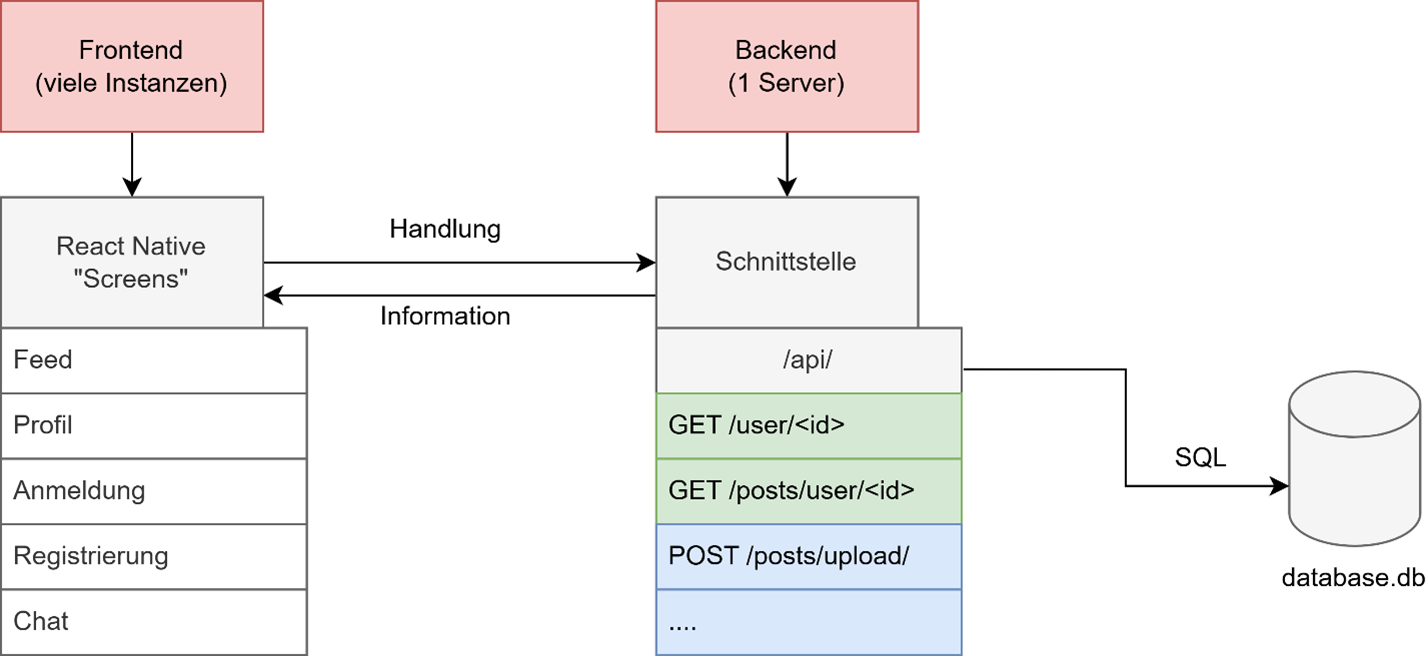 Frontend
(viele Instanzen)
Backend
(1 Server)
React Native
"Screens"
Handlung
Information
Schnittstelle
Feed
Profil
Anmeldung
Registrierung
Chat
/api/
GET /user/<id>
GET /posts/user/<id>
POST /posts/upload/
....
SQL
database.db